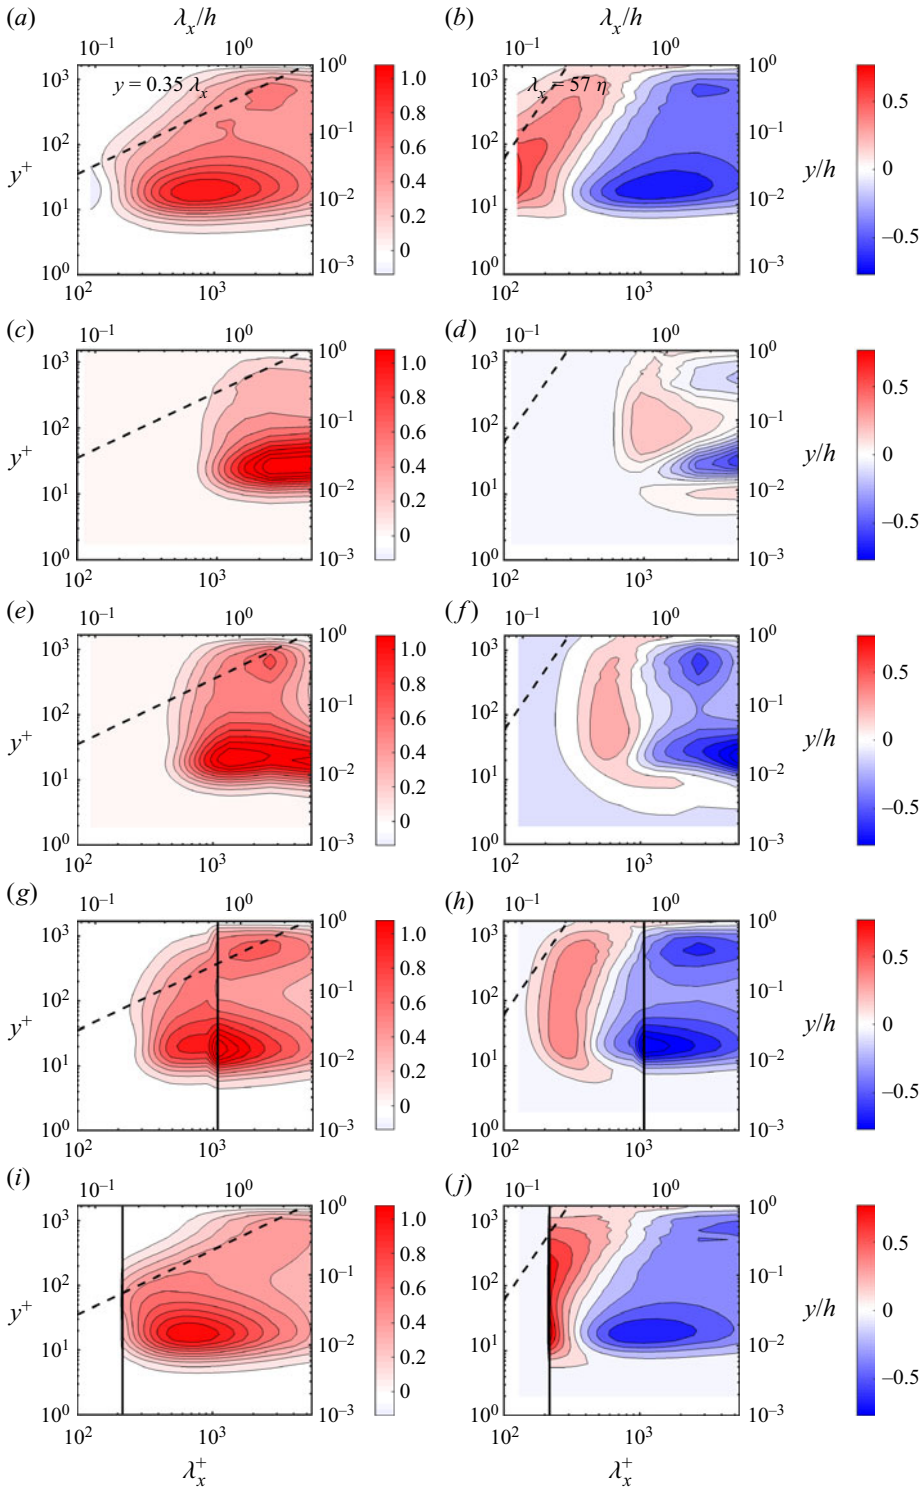 (a) λ_x/h (b) λ_x/h
10⁻¹ 10⁰ 10⁻¹ 10⁰
10³ y = 0.35 λ_x 10⁰ 1.0 10³ λ_x = 57 η 10⁰
0.8 0.5
y⁺ 10² 10⁻¹ 0.6 10² 10⁻¹ y/h 0
0.4
10¹ 10⁻² 0.2 10¹ 10⁻² –0.5
0
10⁰ 10⁻³ 10⁰ 10⁻³
10² 10³ 10² 10³
(c) 10⁻¹ 10⁰ (d) 10⁻¹ 10⁰
10³ 10⁰ 1.0 10³ 10⁰
0.8 0.5
y⁺ 10² 10⁻¹ 0.6 10² 10⁻¹ y/h 0
0.4
10¹ 10⁻² 0.2 10¹ 10⁻² –0.5
0
10⁰ 10⁻³ 10⁰ 10⁻³
10² 10³ 10² 10³
(e) 10⁻¹ 10⁰ (f) 10⁻¹ 10⁰
10³ 10⁰ 1.0 10³ 10⁰
0.8 0.5
y⁺ 10² 10⁻¹ 0.6 10² 10⁻¹ y/h 0
0.4
10¹ 10⁻² 0.2 10¹ 10⁻² –0.5
0
10⁰ 10⁻³ 10⁰ 10⁻³
10² 10³ 10² 10³
(g) 10⁻¹ 10⁰ (h) 10⁻¹ 10⁰
10³ 10⁰ 1.0 10³ 10⁰
0.8 0.5
y⁺ 10² 10⁻¹ 0.6 10² 10⁻¹ y/h 0
0.4
10¹ 10⁻² 0.2 10¹ 10⁻² –0.5
0
10⁰ 10⁻³ 10⁰ 10⁻³
10² 10³ 10² 10³
(i) 10⁻¹ 10⁰ (j) 10⁻¹ 10⁰
10³ 10⁰ 1.0 10³ 10⁰
0.8 0.5
y⁺ 10² 10⁻¹ 0.6 10² 10⁻¹ y/h 0
0.4
10¹ 10⁻² 0.2 10¹ 10⁻² –0.5
0
10⁰ 10⁻³ 10⁰ 10⁻³
10² 10³ 10² 10³
λ_x⁺ λ_x⁺